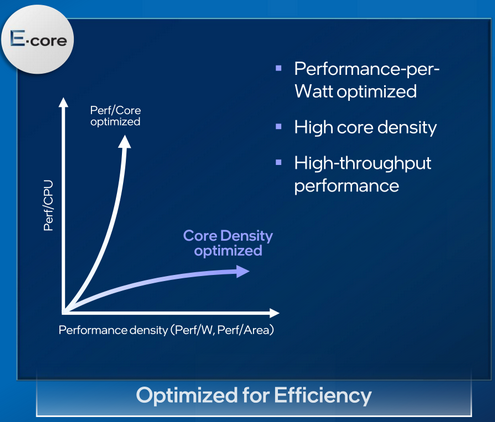 E-core
Performance-per-
Watt optimized
High core density
High-throughput
performance
Perf/Core
optimized
Core Density
optimized
Perf/CPU
Performance density (Perf/W, Perf/Area)
Optimized for Efficiency